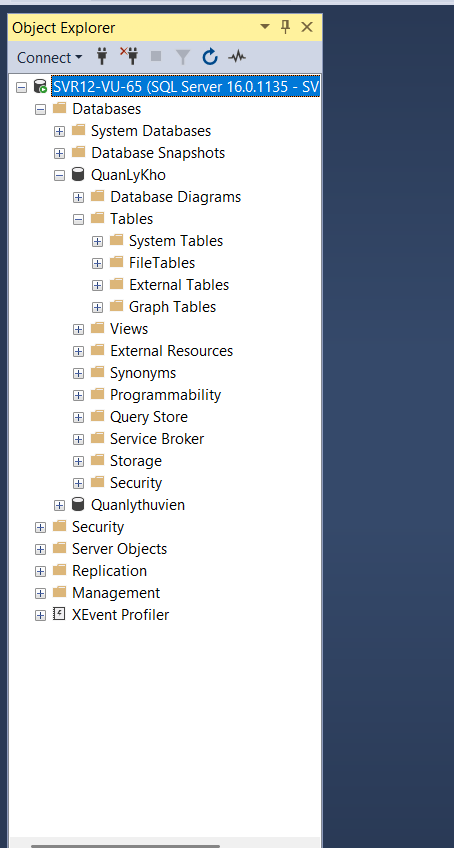 Object Explorer
Connect
SVR12-VU-65 (SQL Server 16.0.1135 - SV
Databases
System Databases
Database Snapshots
QuanLyKho
Database Diagrams
Tables
System Tables
FileTables
External Tables
Graph Tables
Views
External Resources
Synonyms
Programmability
Query Store
Service Broker
Storage
Security
Quanlythuvien
Security
Server Objects
Replication
Management
XEvent Profiler